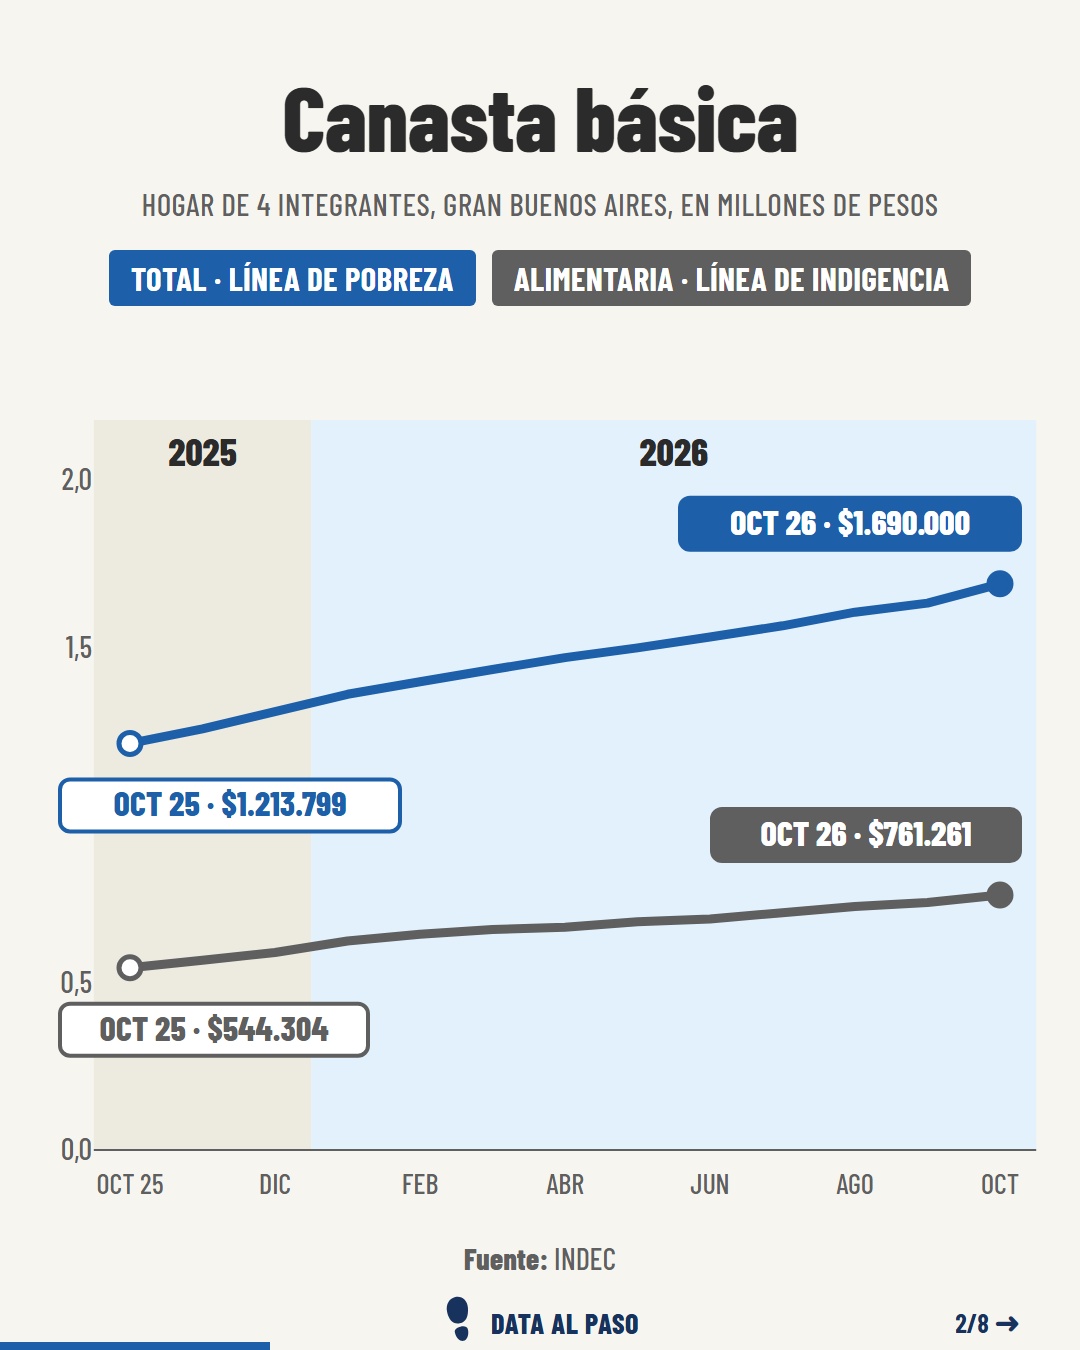 Canasta básica
HOGAR DE 4 INTEGRANTES, GRAN BUENOS AIRES, EN MILLONES DE PESOS
TOTAL · LÍNEA DE POBREZA
ALIMENTARIA · LÍNEA DE INDIGENCIA
2025
2026
2,0
OCT 26 · $1.690.000
1,5
OCT 25 · $1.213.799
OCT 26 · $761.261
0,5
OCT 25 · $544.304
0,0
OCT 25 DIC FEB ABR JUN AGO OCT
Fuente: INDEC
DATA AL PASO
2/8 →